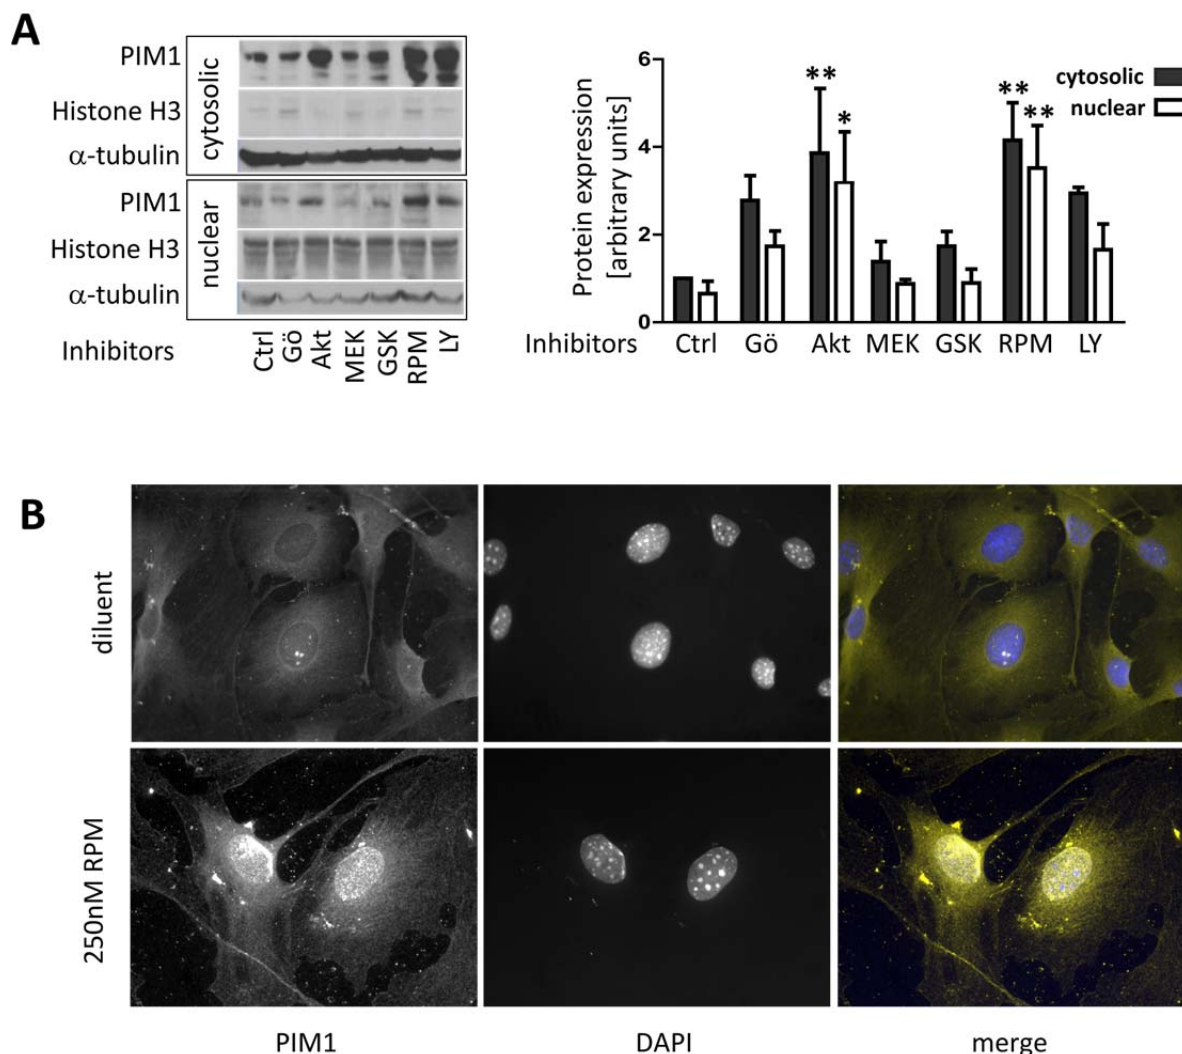 A
PIM1
Histone H3
α-tubulin
cytosolic
PIM1
Histone H3
α-tubulin
nuclear
Inhibitors
Ctrl
Gö
Akt
MEK
GSK
RPM
LY
Protein expression
[arbitrary units]
6
4
2
0
** * ** **
cytosolic
nuclear
Inhibitors Ctrl Gö Akt MEK GSK RPM LY
B
diluent
250nM RPM
PIM1 DAPI merge